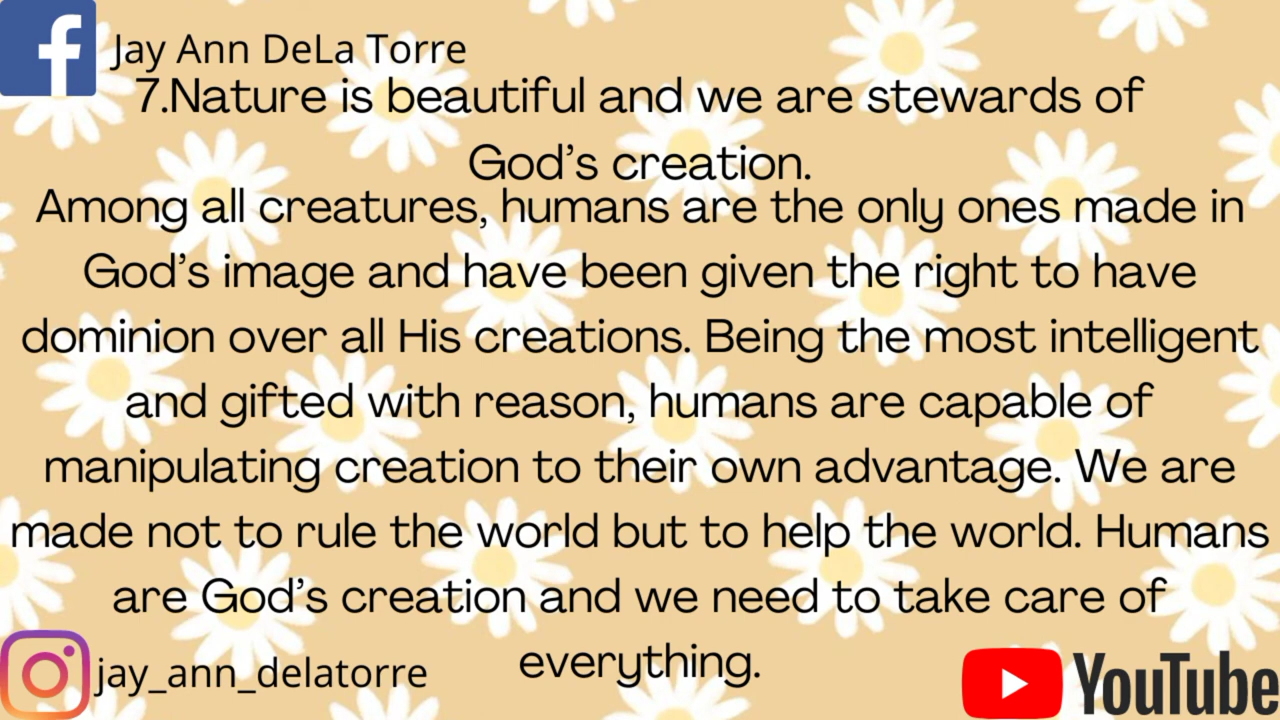 Jay Ann DeLa Torre
7.Nature is beautiful and we are stewards of
God's creation.
Among all creatures, humans are the only ones made in
God's image and have been given the right to have
dominion over all His creations. Being the most intelligent
and gifted with reason, humans are capable of
manipulating creation to their own advantage. We are
made not to rule the world but to help the world. Humans
are God's creation and we need to take care of
everything.
jay_ann_delatorre
YouTube